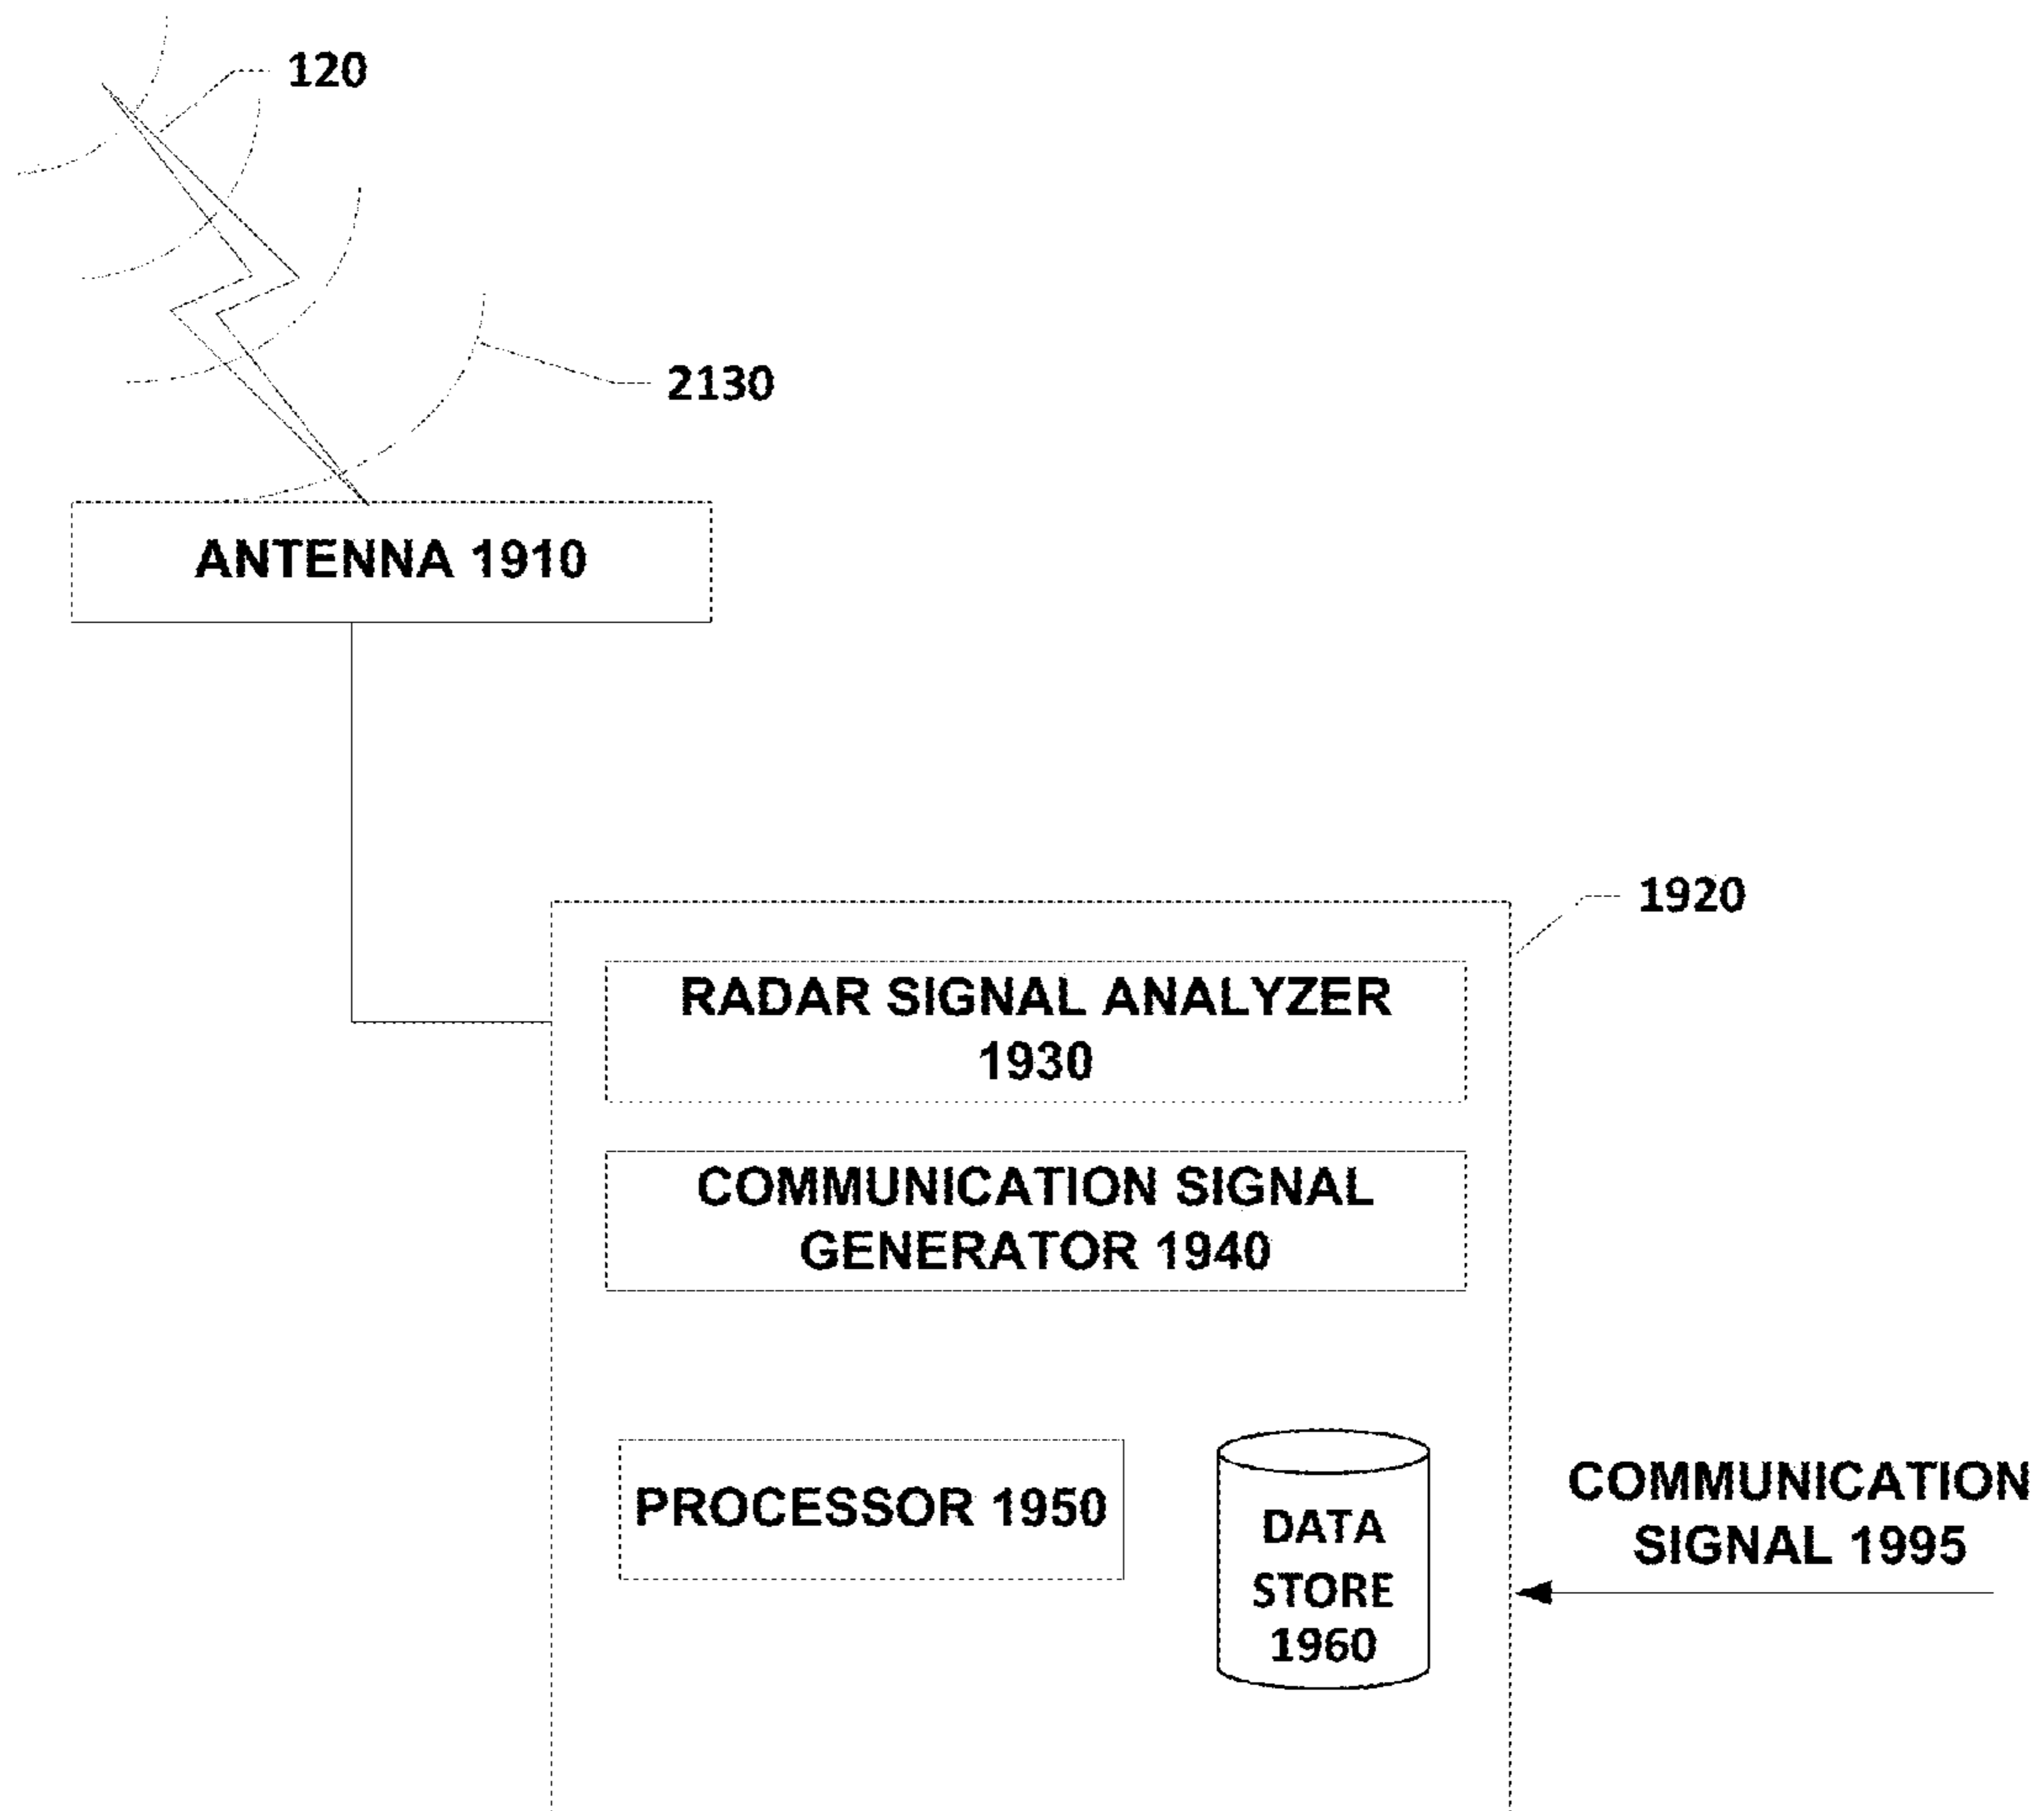 120
2130
ANTENNA 1910
1920
RADAR SIGNAL ANALYZER
1930
COMMUNICATION SIGNAL
GENERATOR 1940
PROCESSOR 1950
DATA
STORE
1960
COMMUNICATION
SIGNAL 1995